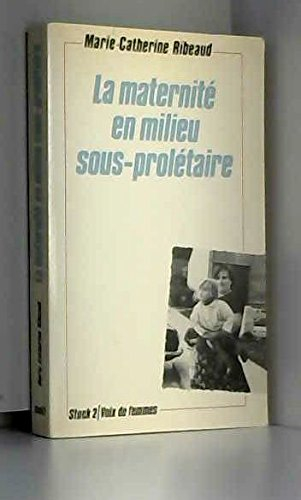 Marie-Catherine Ribeaud
La maternité
en milieu
sous-prolétaire
Stock 2 / Voix de femmes